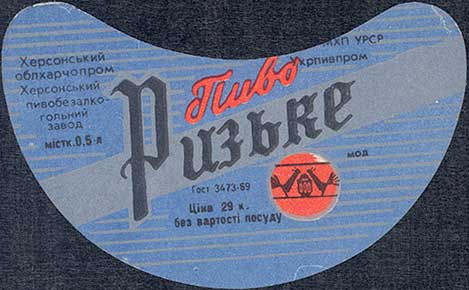 Херсонський
облхарчопром
Херсонський
пивобезалко-
гольний
завод
містк. 0,5 л
МХП УРСР
Укрпивпром
Пиво
Ризьке
мод
Гост 3473-69
Ціна 29 к.
без вартості посуду